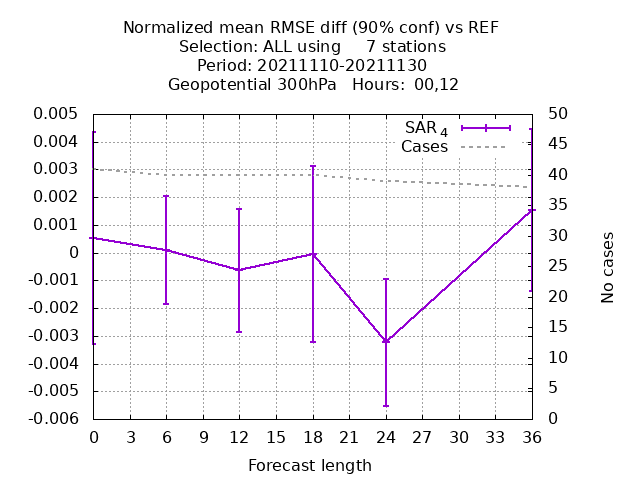 Normalized mean RMSE diff (90% conf) vs REF
Selection: ALL using     7 stations
Period: 20211110-20211130
Geopotential 300hPa   Hours:  00,12
SAR 4
Cases
0.005
0.004
0.003
0.002
0.001
0
-0.001
-0.002
-0.003
-0.004
-0.005
-0.006
50
45
40
35
30
25
20
15
10
5
0
No cases
0 3 6 9 12 15 18 21 24 27 30 33 36
Forecast length